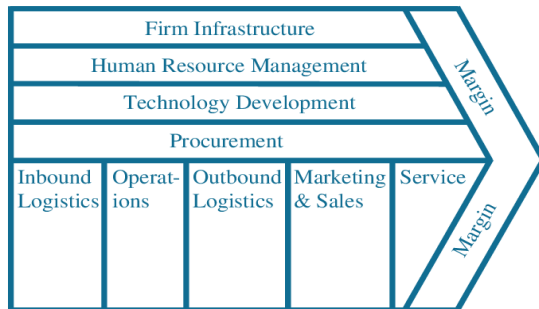 Firm Infrastructure
Human Resource Management
Technology Development
Procurement
Margin
Inbound
Logistics
Operat-
ions
Outbound
Logistics
Marketing
& Sales
Service
Margin